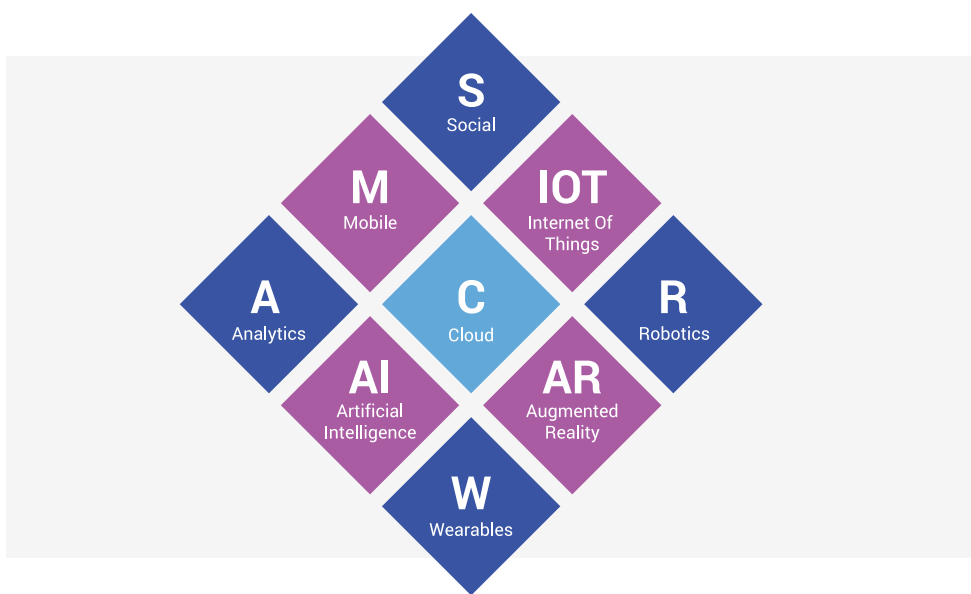 S
Social
M
Mobile
IOT
Internet Of
Things
A
Analytics
C
Cloud
R
Robotics
AI
Artificial
Intelligence
AR
Augmented
Reality
W
Wearables